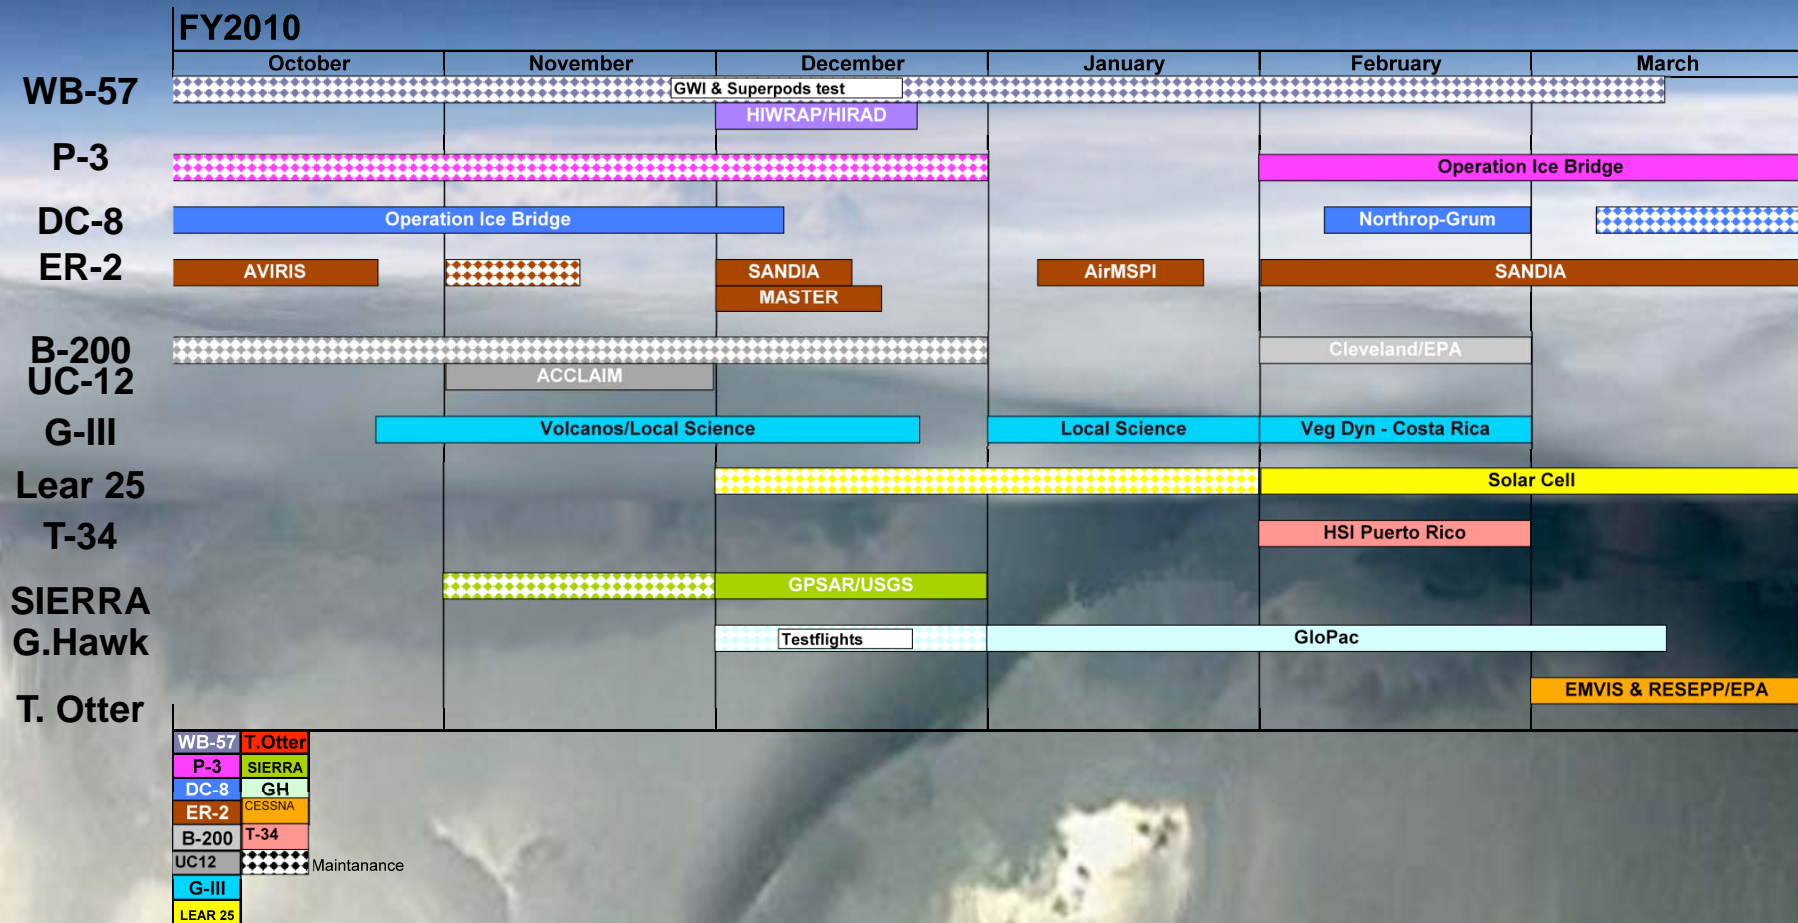 FY2010
October November December January February March
WB-57
GWI & Superpods test
HIWRAP/HIRAD
P-3
Operation Ice Bridge
DC-8
Operation Ice Bridge
Northrop-Grum
ER-2
AVIRIS
SANDIA
AirMSPI
SANDIA
MASTER
B-200
Cleveland/EPA
UC-12
ACCLAIM
G-III
Volcanos/Local Science
Local Science
Veg Dyn - Costa Rica
Lear 25
Solar Cell
T-34
HSI Puerto Rico
SIERRA
GPSAR/USGS
G.Hawk
Testflights
GloPac
T. Otter
EMVIS & RESEPP/EPA
WB-57 T.Otter
P-3 SIERRA
DC-8 GH
ER-2 CESSNA
B-200 T-34
UC12 Maintanance
G-III
LEAR 25